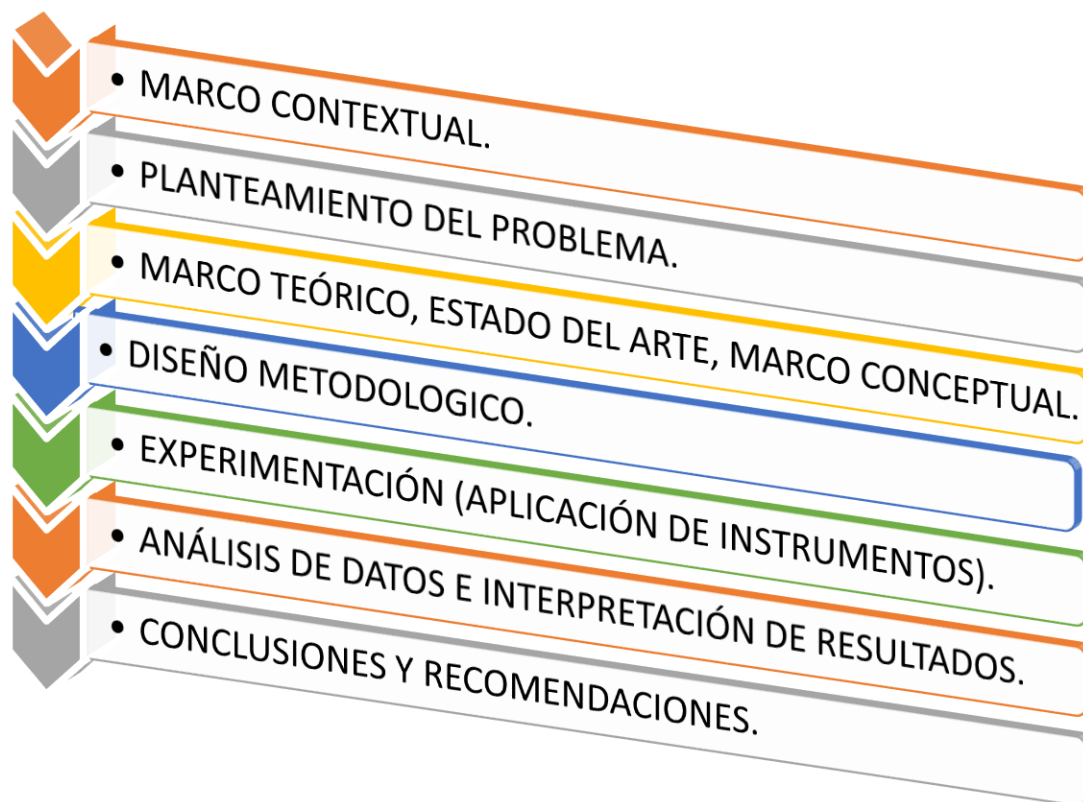 • MARCO CONTEXTUAL.
• PLANTEAMIENTO DEL PROBLEMA.
• MARCO TEÓRICO, ESTADO DEL ARTE, MARCO CONCEPTUAL.
• DISEÑO METODOLOGICO.
• EXPERIMENTACIÓN (APLICACIÓN DE INSTRUMENTOS).
• ANÁLISIS DE DATOS E INTERPRETACIÓN DE RESULTADOS.
• CONCLUSIONES Y RECOMENDACIONES.